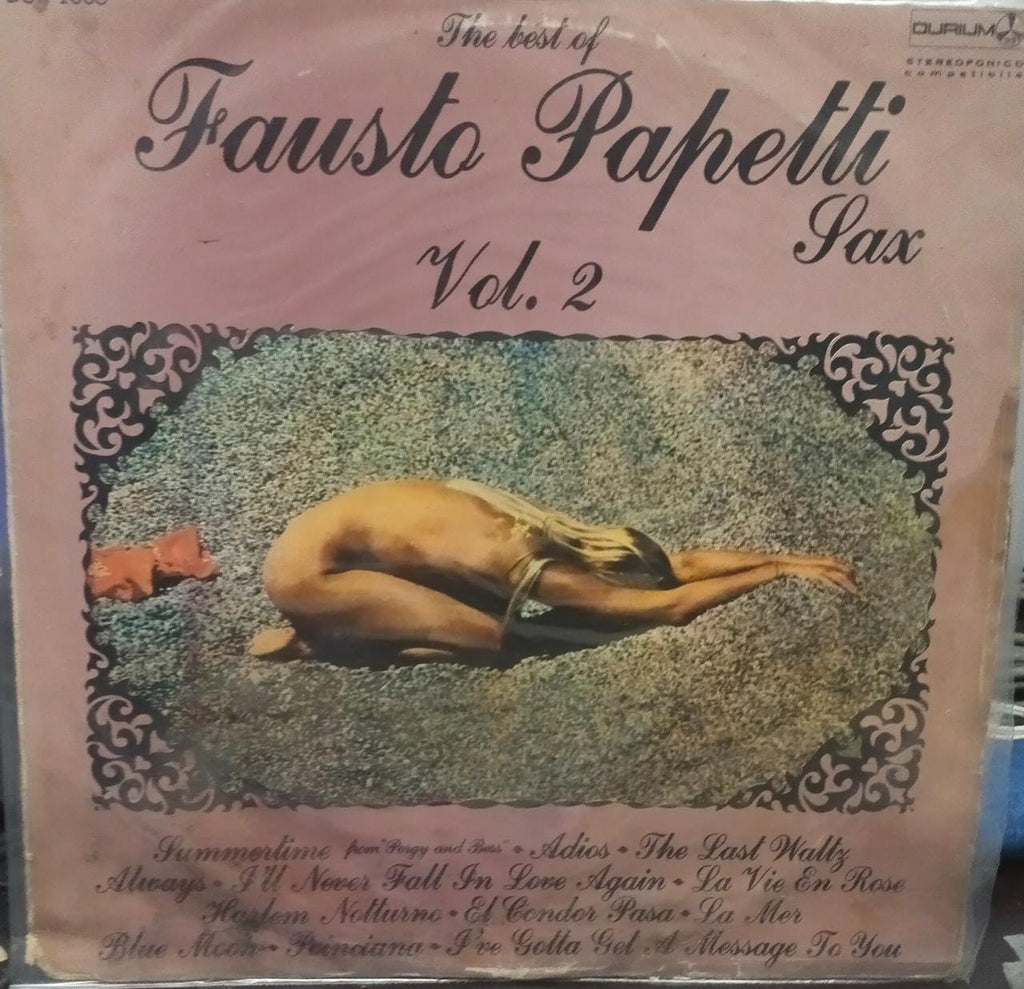 The best of
DURIUM
STEREOFONICO
compatibile
Fausto Papetti
Sax
Vol. 2
Summertime from "Porgy and Bess" • Adios • The Last Waltz
Always • I'll Never Fall In Love Again • La Vie En Rose
Harlem Notturno • El Condor Pasa • La Mer
Blue Moon • Poinciana • I've Gotta Get A Message To You